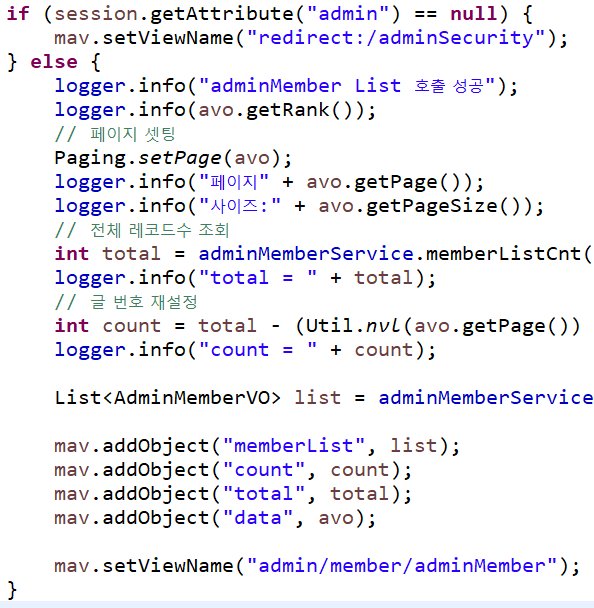 if (session.getAttribute("admin") == null) {
    mav.setViewName("redirect:/adminSecurity");
} else {
    logger.info("adminMember List 호출 성공");
    logger.info(avo.getRank());
    // 페이지 셋팅
    Paging.setPage(avo);
    logger.info("페이지" + avo.getPage());
    logger.info("사이즈:" + avo.getPageSize());
    // 전체 레코드수 조회
    int total = adminMemberService.memberListCnt(
    logger.info("total = " + total);
    // 글 번호 재설정
    int count = total - (Util.nvl(avo.getPage())
    logger.info("count = " + count);
    List<AdminMemberVO> list = adminMemberService
    mav.addObject("memberList", list);
    mav.addObject("count", count);
    mav.addObject("total", total);
    mav.addObject("data", avo);
    mav.setViewName("admin/member/adminMember");
}